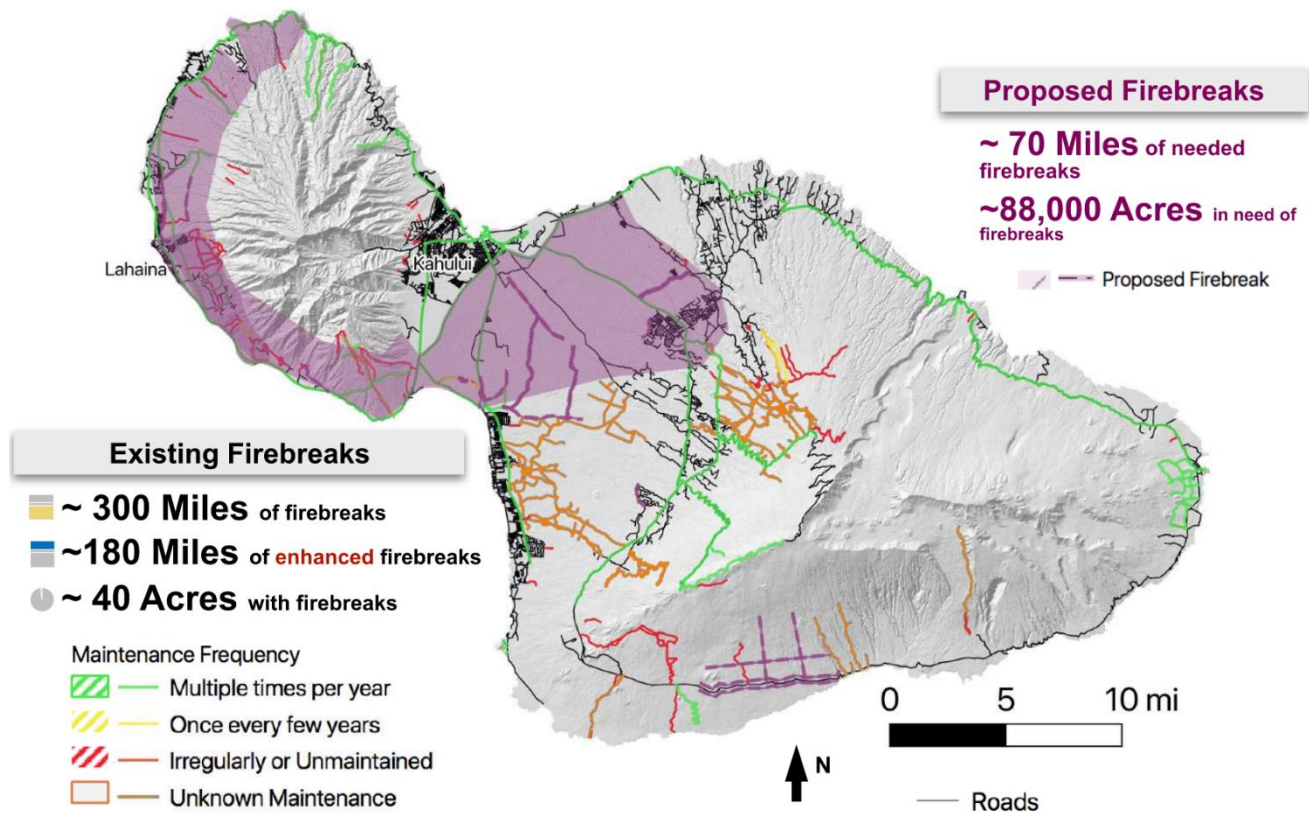 Proposed Firebreaks
~ 70 Miles of needed
firebreaks
~88,000 Acres in need of
firebreaks
Proposed Firebreak
Lahaina
Kahului
Existing Firebreaks
~ 300 Miles of firebreaks
~180 Miles of enhanced firebreaks
~ 40 Acres with firebreaks
Maintenance Frequency
Multiple times per year
Once every few years
Irregularly or Unmaintained
Unknown Maintenance
0 5 10 mi
N
Roads